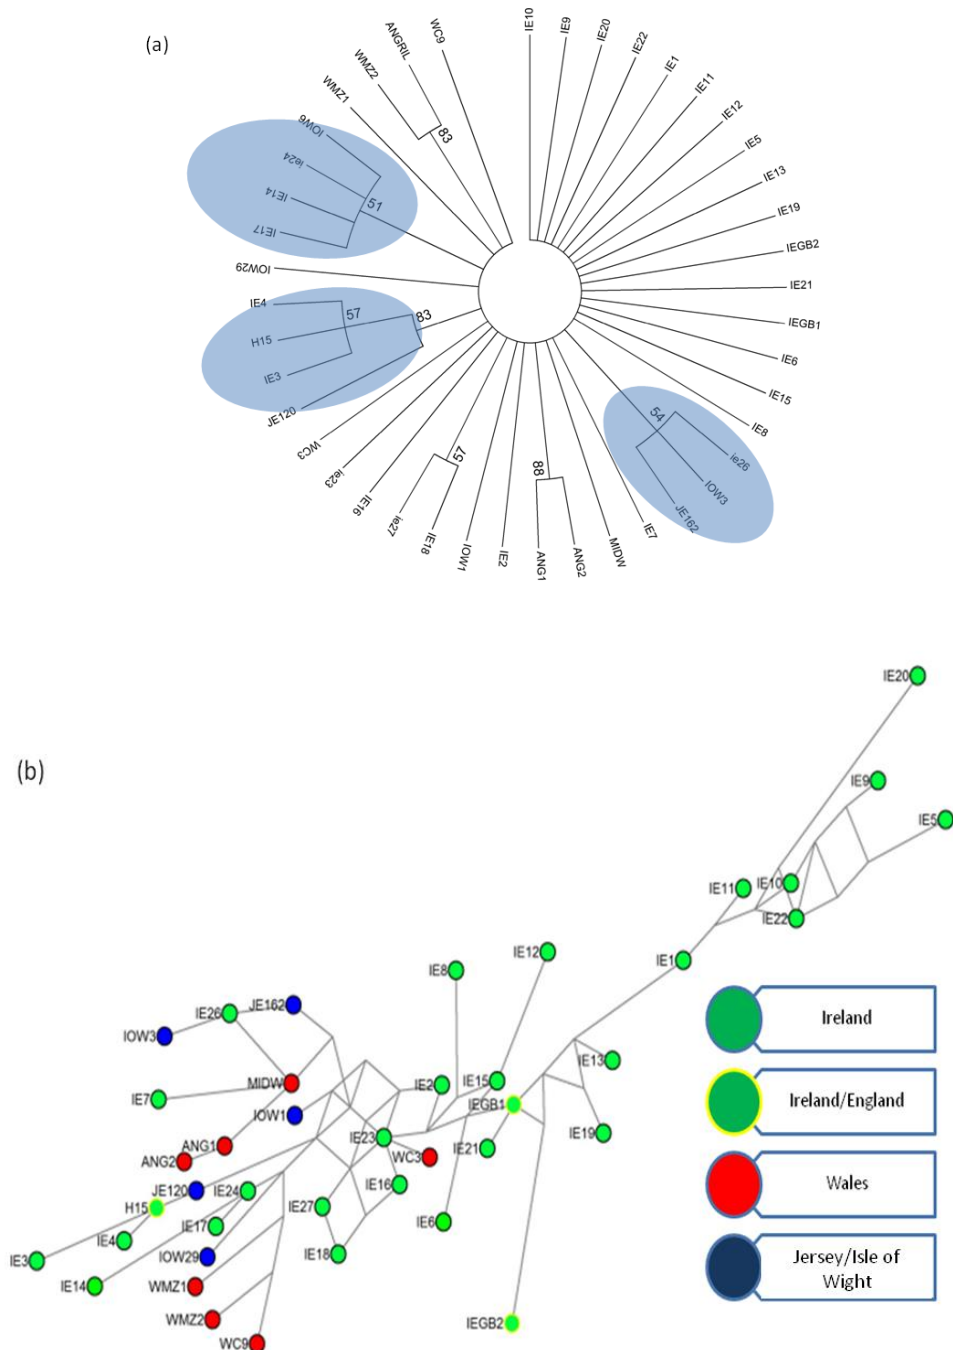 (a)
IE10
IE9
IE20
IE22
IE1
IE11
IE12
IE5
IE13
IE19
IEGB2
IE21
IEGB1
IE6
IE15
IE8
54
ie26
IOW3
JE162
IE7
MIDW
ANG2
ANG1
88
IE2
IOW1
IE18
ie27
57
IE16
ie23
WC3
JE120
83
IE3
H15
IE4
57
IOW29
IE17
IE14
ie24
IOW6
51
WMZ1
WMZ2
ANGRIL
83
WC9
(b)
IE20
IE9
IE5
IE11
IE10
IE22
IE1
IE12
IE8
JE162
IE26
IOW3
MIDW
IE7
IOW1
IE2
IE15
IEGB1
IE13
IE19
IE23
IE21
ANG1
ANG2
WC3
JE120
IE24
IE16
H15
IE27
IE17
IE6
IE4
IE3
IOW29
IE18
IE14
WMZ1
WMZ2
WC9
IEGB2
Ireland
Ireland/England
Wales
Jersey/Isle of
Wight